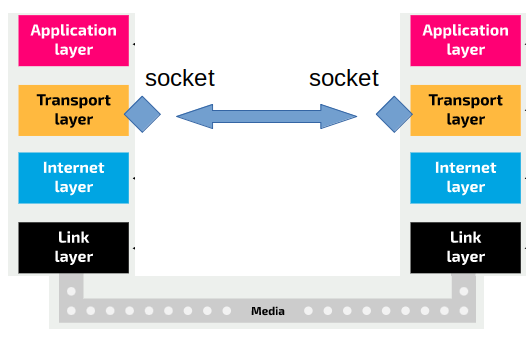 Application
layer
Application
layer
socket
socket
Transport
layer
Transport
layer
Internet
layer
Internet
layer
Link
layer
Link
layer
Media